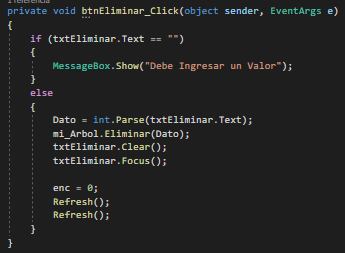 1 referencia
private void btnEliminar_Click(object sender, EventArgs e)
{
if (txtEliminar.Text == "")
{
MessageBox.Show("Debe Ingresar un Valor");
}
else
{
Dato = int.Parse(txtEliminar.Text);
mi_Arbol.Eliminar(Dato);
txtEliminar.Clear();
txtEliminar.Focus();
enc = 0;
Refresh();
Refresh();
}
}